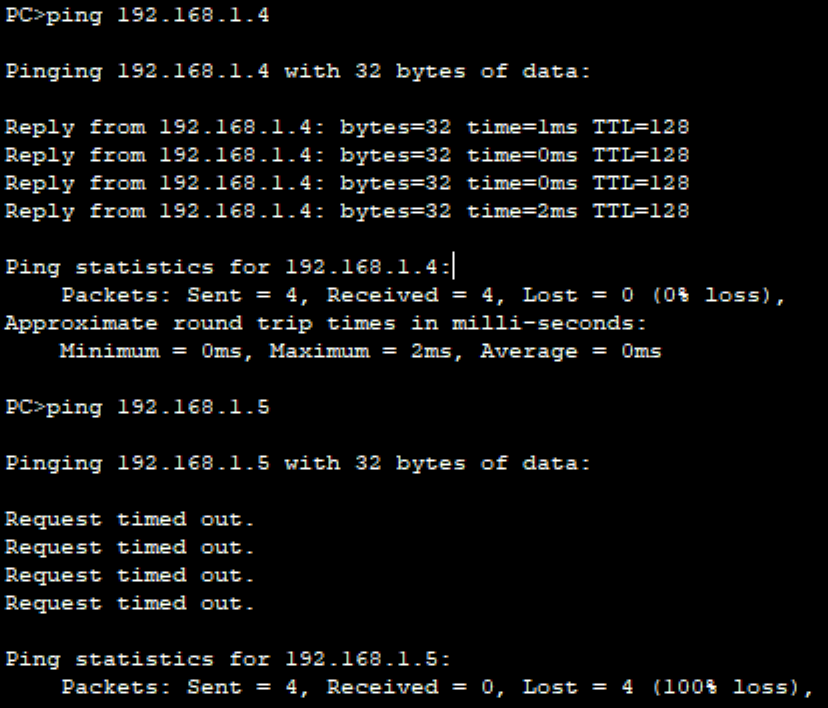 PC>ping 192.168.1.4
Pinging 192.168.1.4 with 32 bytes of data:
Reply from 192.168.1.4: bytes=32 time=1ms TTL=128
Reply from 192.168.1.4: bytes=32 time=0ms TTL=128
Reply from 192.168.1.4: bytes=32 time=0ms TTL=128
Reply from 192.168.1.4: bytes=32 time=2ms TTL=128
Ping statistics for 192.168.1.4:
Packets: Sent = 4, Received = 4, Lost = 0 (0% loss),
Approximate round trip times in milli-seconds:
Minimum = 0ms, Maximum = 2ms, Average = 0ms
PC>ping 192.168.1.5
Pinging 192.168.1.5 with 32 bytes of data:
Request timed out.
Request timed out.
Request timed out.
Request timed out.
Ping statistics for 192.168.1.5:
Packets: Sent = 4, Received = 0, Lost = 4 (100% loss),